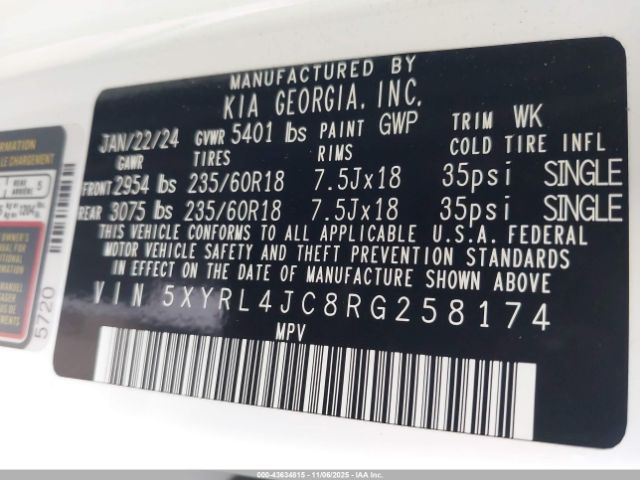 MANUFACTURED BY
KIA GEORGIA, INC.
JAN/22/24 GVWR 5401 lbs PAINT GWP TRIM WK
GAWR TIRES RIMS COLD TIRE INFL
FRONT 2954 lbs 235/60R18 7.5Jx18 35psi SINGLE
REAR 3075 lbs 235/60R18 7.5Jx18 35psi SINGLE
THIS VEHICLE CONFORMS TO ALL APPLICABLE U.S.A. FEDERAL
MOTOR VEHICLE SAFETY AND THEFT PREVENTION STANDARDS
IN EFFECT ON THE DATE OF MANUFACTURE SHOWN ABOVE
VIN 5XYRL4JC8RG258174
MPV
5720
000-43634615 - 11/06/2025 - IAA Inc.